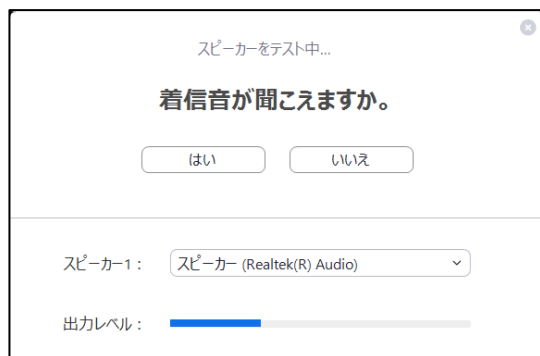 スピーカーをテスト中...
着信音が聞こえますか。
はい
いいえ
スピーカー1：
スピーカー (Realtek(R) Audio)
出力レベル：